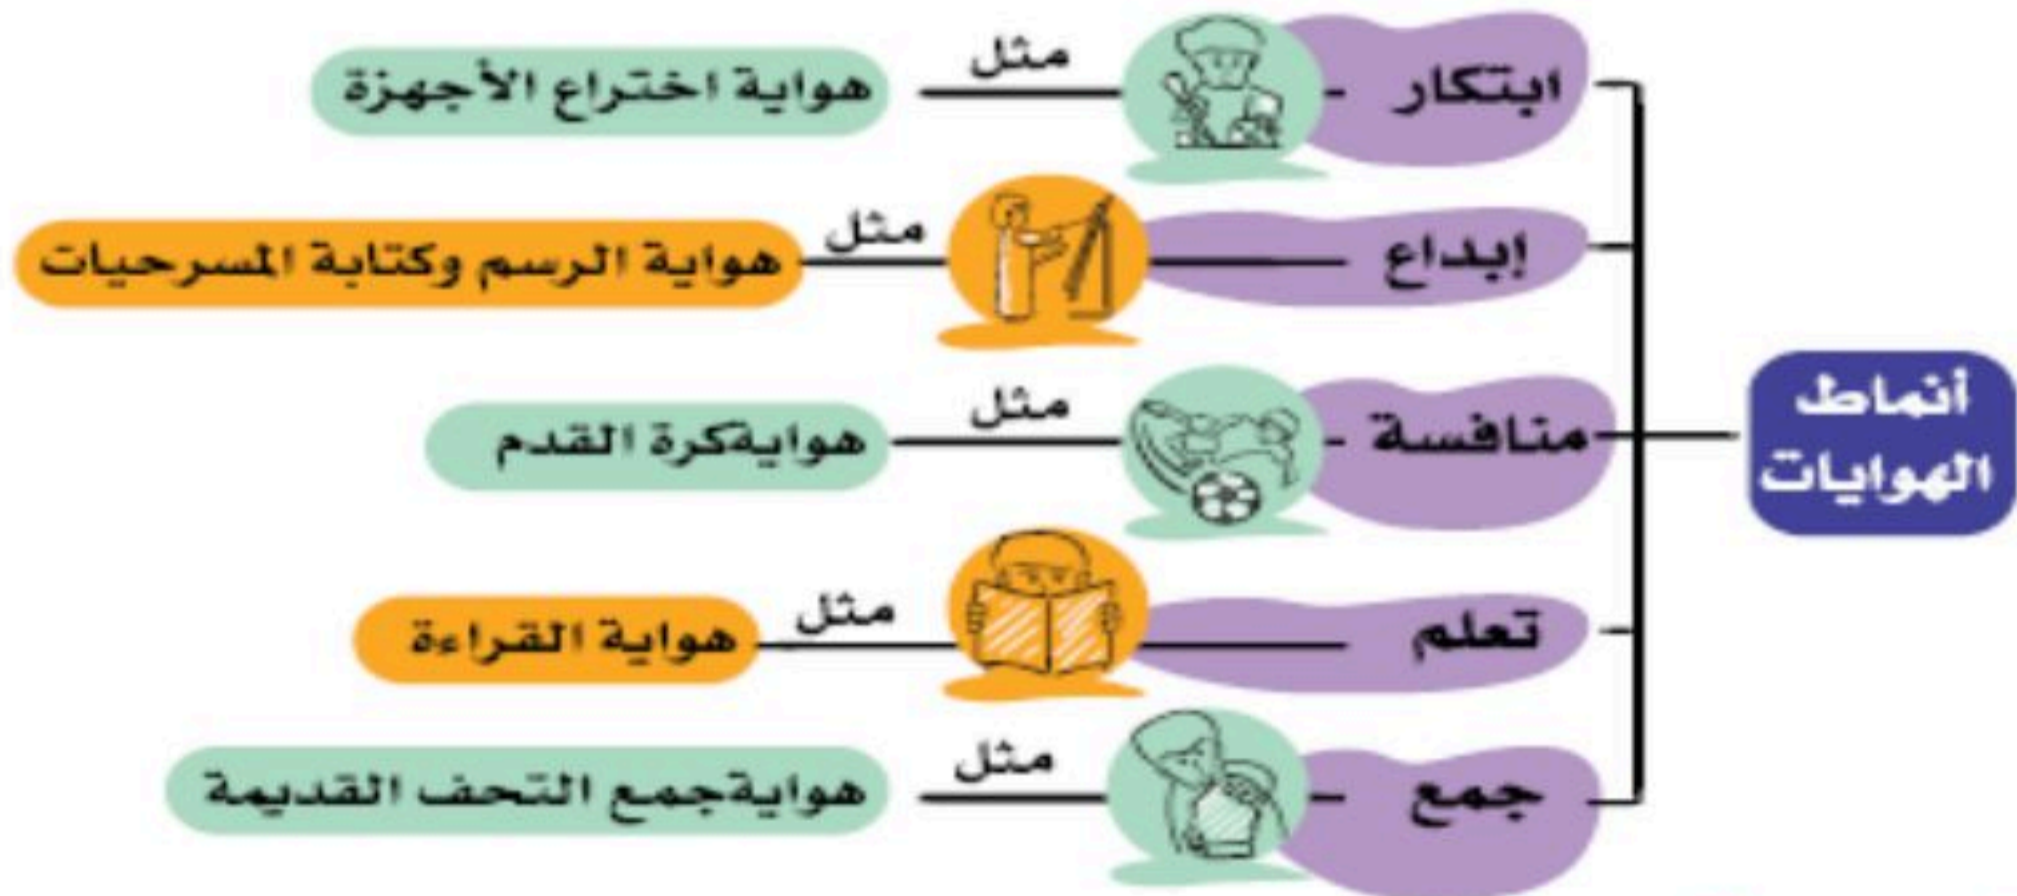 أنماط
الهوايات
ابتكار
مثل
هواية اختراع الأجهزة
إبداع
مثل
هواية الرسم وكتابة المسرحيات
منافسة
مثل
هوايةكرة القدم
تعلم
مثل
هواية القراءة
جمع
مثل
هوايةجمع التحف القديمة